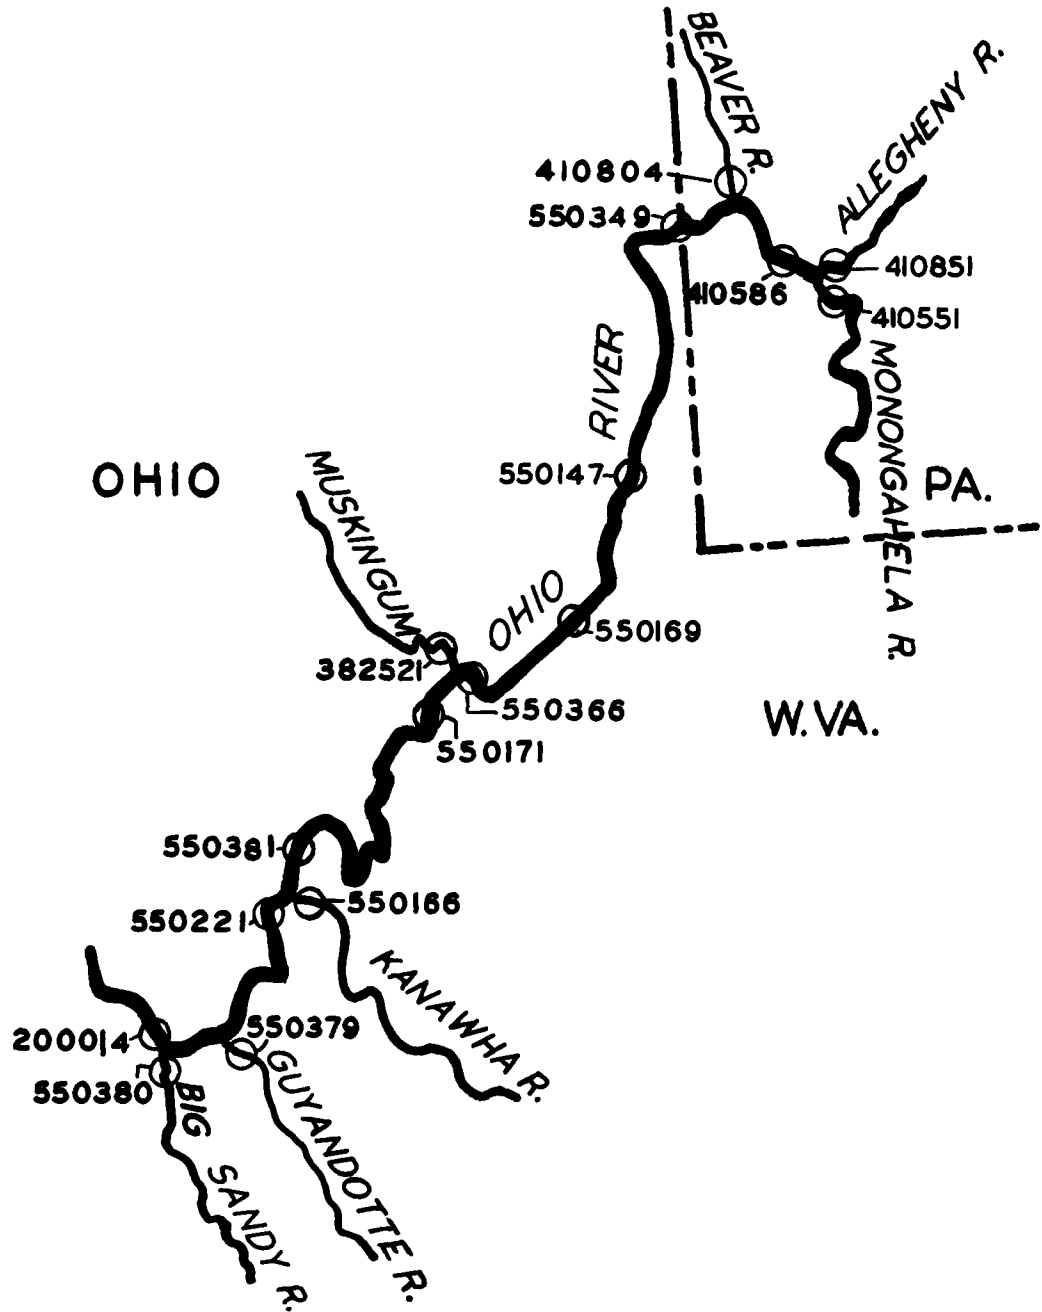 BEAVER R.
ALLEGHENY R.
410804
550349
410851
410586
410551
RIVER
MONONGAHELA R.
OHIO
MUSKINGUM
550147
PA.
OHIO
550169
382521
550366
W.VA.
550171
550381
550166
550221
KANAWHA R.
550379
200014
550380
GUYANDOTTE R.
BIG SANDY R.